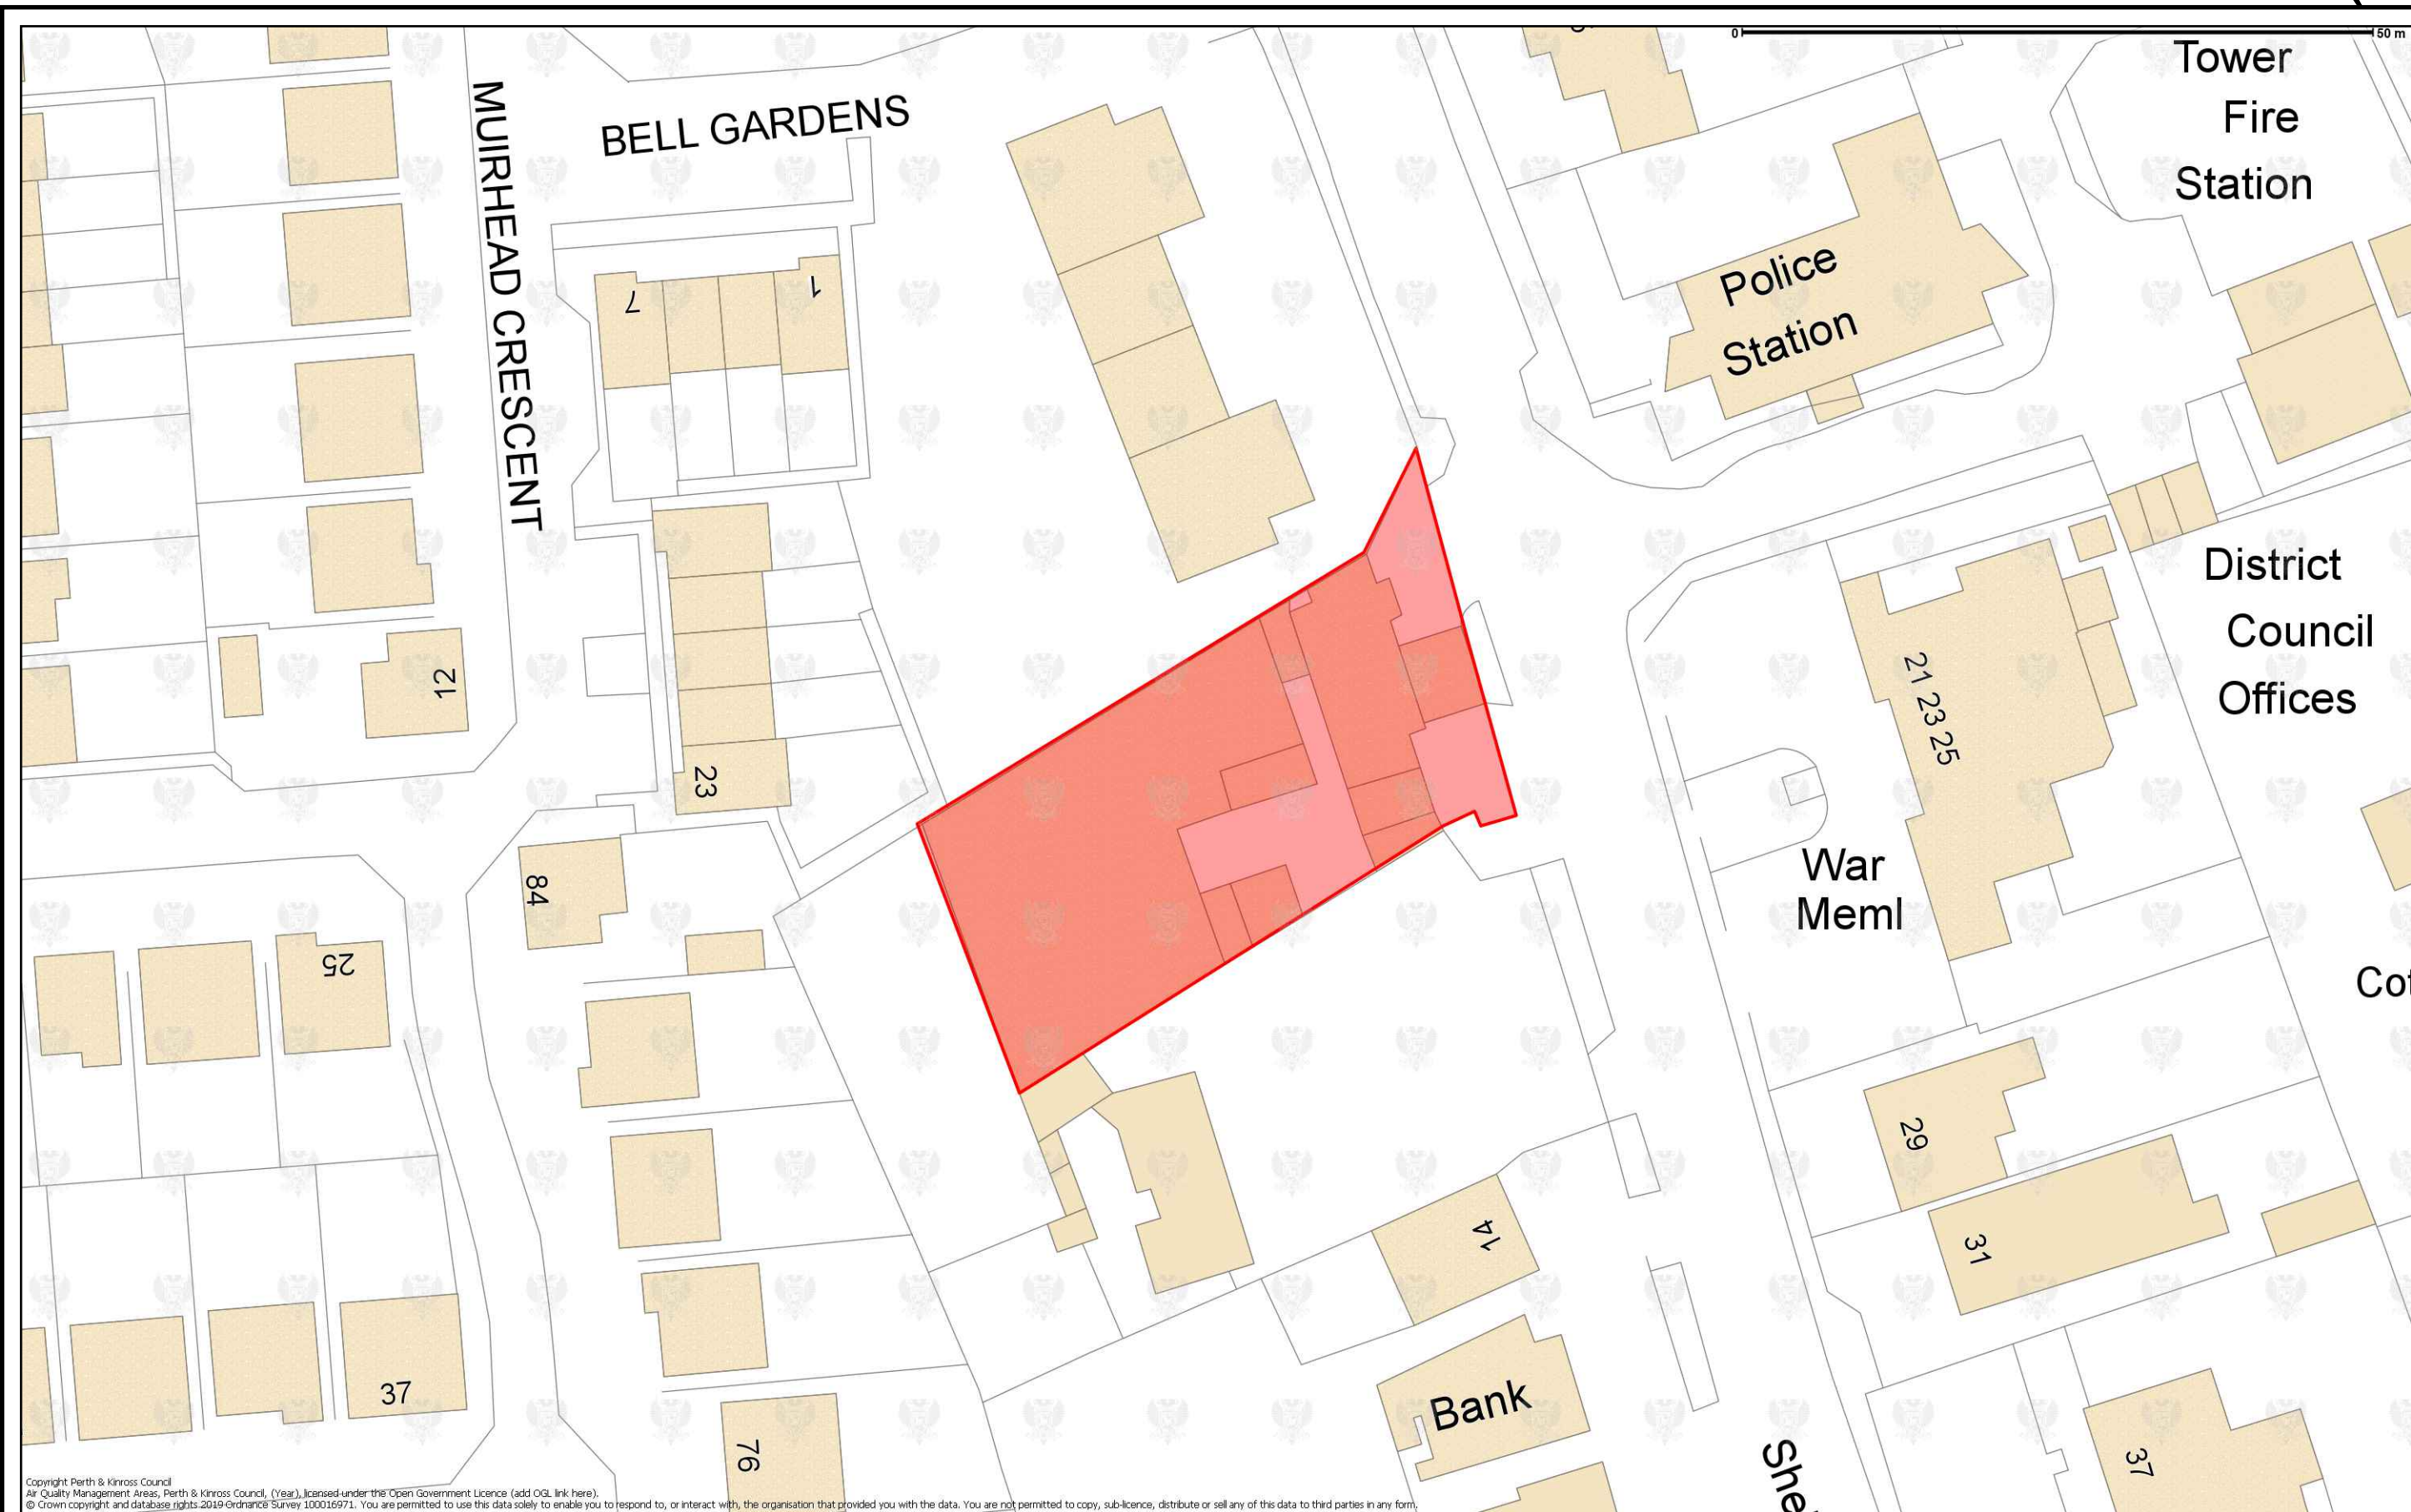 0
50 m
Tower
Fire
Station
BELL GARDENS
MUIRHEAD CRESCENT
7
1
Police
Station
District
Council
Offices
12
23
21 23 25
84
War
Meml
25
29
14
31
37
Bank
76
37
Copyright Perth & Kinross Council
Air Quality Management Areas, Perth & Kinross Council, (Year), licensed under the Open Government Licence (add OGL link here).
© Crown copyright and database rights 2019 Ordnance Survey 100016971. You are permitted to use this data solely to enable you to respond to, or interact with, the organisation that provided you with the data. You are not permitted to copy, sub-licence, distribute or sell any of this data to third parties in any form.